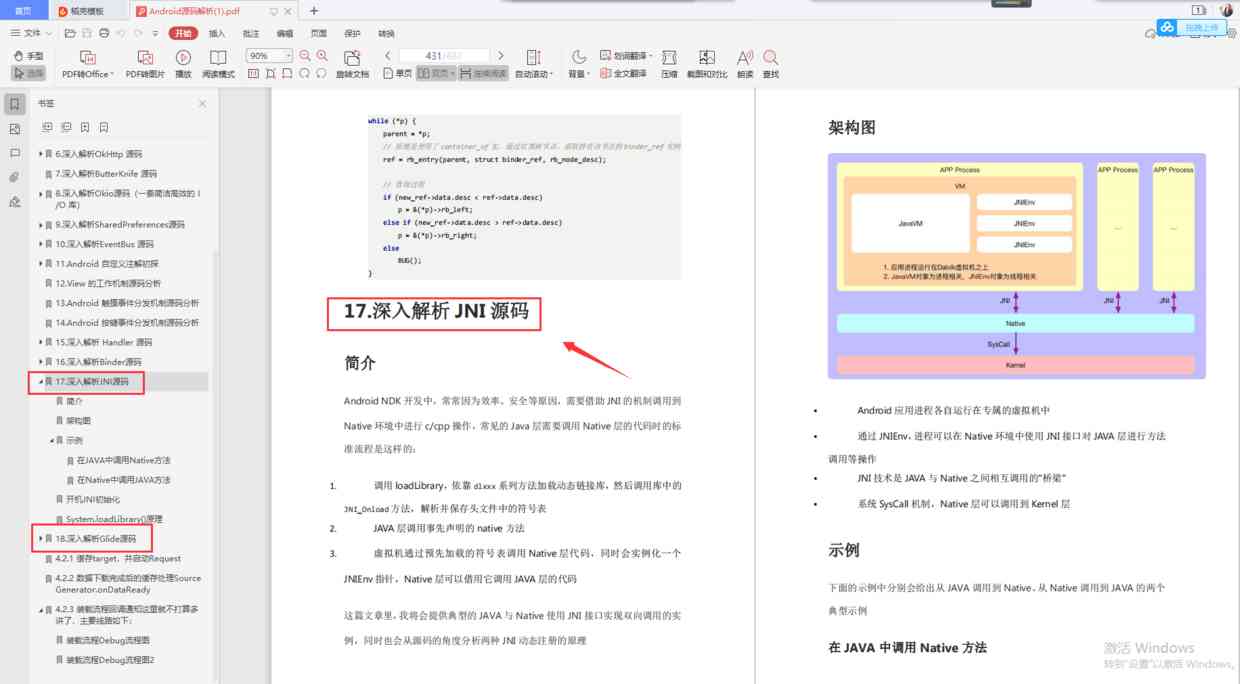 首页
稻壳模板
Android源码解析(1).pdf
文件
开始
插入
批注
编辑
页面
保护
转换
拖拽上传
手型
选择
PDF转Office
PDF转图片
播放
阅读模式
90%
旋转文档
431/687
单页
双页
连续阅读
自动滚动
背景
划词翻译
全文翻译
压缩
截图和对比
朗读
查找
书签
6.深入解析OkHttp 源码
7.深入解析ButterKnife 源码
8.深入解析Okio源码（一套简洁高效的 I
/O 库）
9.深入解析SharedPreferences源码
10.深入解析EventBus 源码
11.Android 自定义注解初探
12.View 的工作机制源码分析
13.Android 触摸事件分发机制源码分析
14.Android 按键事件分发机制源码分析
15.深入解析 Handler 源码
16.深入解析Binder源码
17.深入解析JNI源码
简介
架构图
示例
在JAVA中调用Native方法
在Native中调用JAVA方法
开机JNI初始化
System.loadLibrary()原理
18.深入解析Glide源码
4.2.1 缓存target，并启动Request
4.2.2 数据下载完成后的缓存处理Source
Generator.onDataReady
4.2.3 装载流程回调通知这里就不打算多
讲了，主要线路如下:
装载流程Debug流程图
装载流程Debug流程图2
while (*p) {
parent = *p;
ref = rb_entry(parent, struct binder_ref, rb_node_desc);
// 查询过程
if (new_ref->data.desc < ref->data.desc)
p = &(*p)->rb_left;
else if (new_ref->data.desc > ref->data.desc)
p = &(*p)->rb_right;
else
BUG();
}
17.深入解析 JNI 源码
简介
Android NDK 开发中，常常因为效率、安全等原因，需要借助 JNI 的机制调用到
Native 环境中进行 c/cpp 操作，常见的 Java 层需要调用 Native 层的代码时的标
准流程是这样的:
1. 调用 loadLibrary，依靠 dlxxx 系列方法加载动态链接库，然后调用库中的
JNI_Onload 方法，解析并保存头文件中的符号表
2. JAVA 层调用事先声明的 native 方法
3. 虚拟机透过预先加载的符号表调用 Native 层代码，同时会实例化一个
JNIEnv 指针，Native 层可以借用它调用 JAVA 层的代码
这篇文章里，我将会提供典型的 JAVA 与 Native 使用 JNI 接口实现双向调用的实
例，同时也会从源码的角度分析两种 JNI 动态注册的原理
架构图
APP Process
APP Process
APP Process
VM
JavaVM
JNIEnv
JNIEnv
JNIEnv
...
...
1. 应用进程运行在Dalvik虚拟机之上
2. JavaVM对象为进程相关，JNIEnv对象为线程相关
JNI
JNI
JNI
Native
SysCall
Kernel
• Android 应用进程各自运行在专属的虚拟机中
• 通过 JNIEnv，进程可以在 Native 环境中使用 JNI 接口对 JAVA 层进行方法
调用等操作
• JNI 技术是 JAVA 与 Native 之间相互调用的“桥梁”
• 系统 SysCall 机制，Native 层可以调用到 Kernel 层
示例
下面的示例中分别会给出从 JAVA 调用到 Native、从 Native 调用到 JAVA 的两个
典型示例
在 JAVA 中调用 Native 方法
激活 Windows
转到“设置”以激活 Windows。